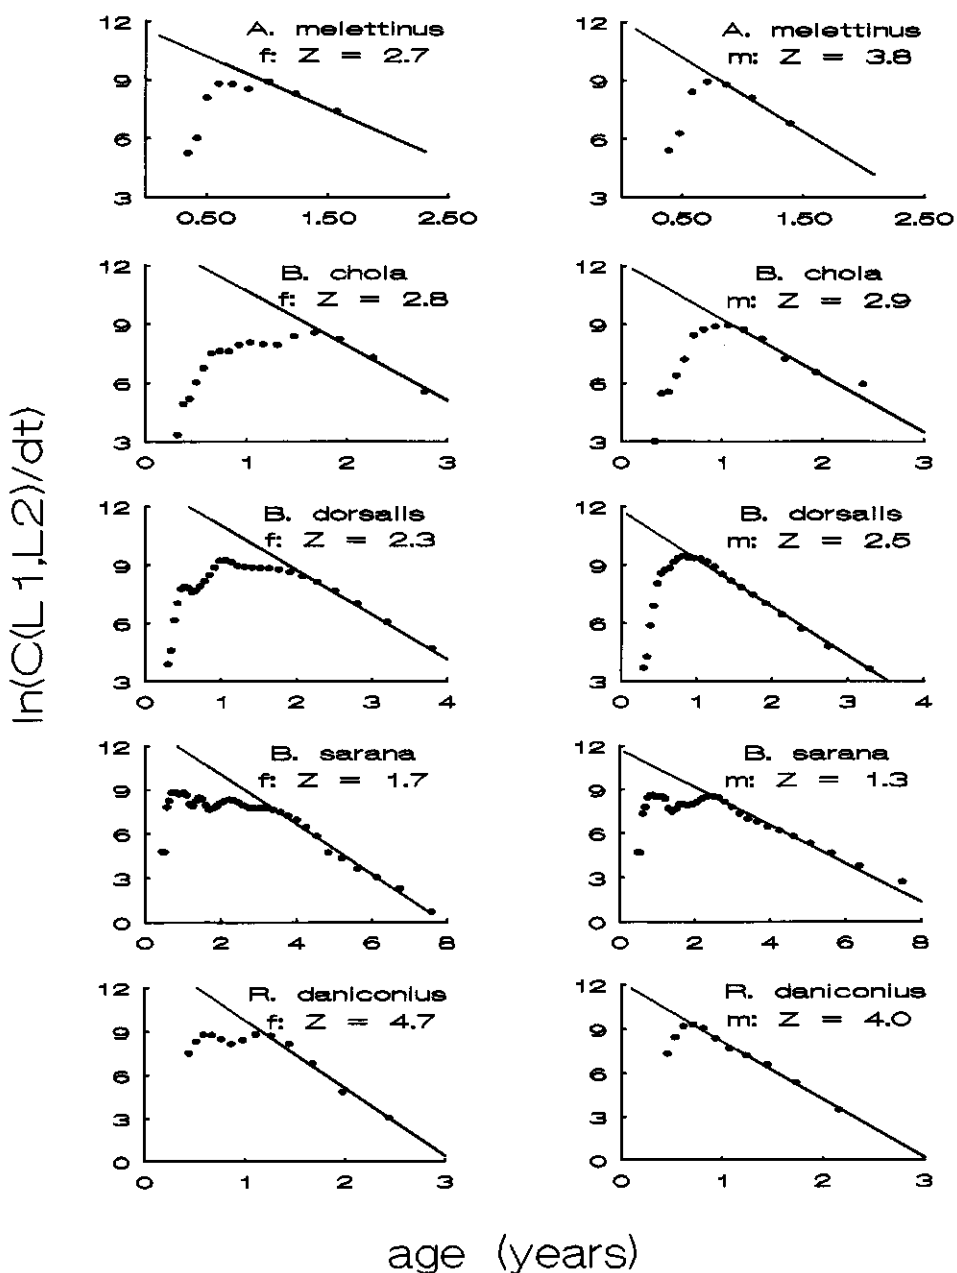 ln(C(L1,L2)/dt)
A. melettinus
f: Z = 2.7
12
9
6
3
0.50 1.50 2.50
A. melettinus
m: Z = 3.8
12
9
6
3
0.50 1.50 2.50
B. chola
f: Z = 2.8
12
9
6
3
0 1 2 3
B. chola
m: Z = 2.9
12
9
6
3
0 1 2 3
B. dorsalis
f: Z = 2.3
12
9
6
3
0 1 2 3 4
B. dorsalis
m: Z = 2.5
12
9
6
3
0 1 2 3 4
B. sarana
f: Z = 1.7
12
9
6
3
0
0 2 4 6 8
B. sarana
m: Z = 1.3
12
9
6
3
0
0 2 4 6 8
R. daniconius
f: Z = 4.7
12
9
6
3
0
0 1 2 3
R. daniconius
m: Z = 4.0
12
9
6
3
0
0 1 2 3
age (years)